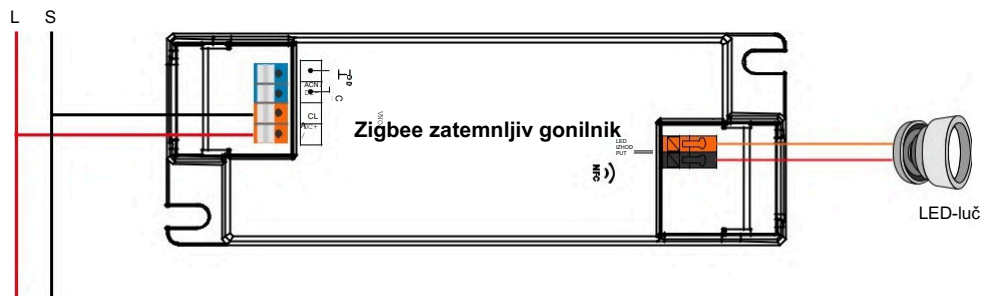 L S
ACN
CL
Zigbee zatemnljiv gonilnik
LED
IZHOD
PUT
NFC
LED-luč